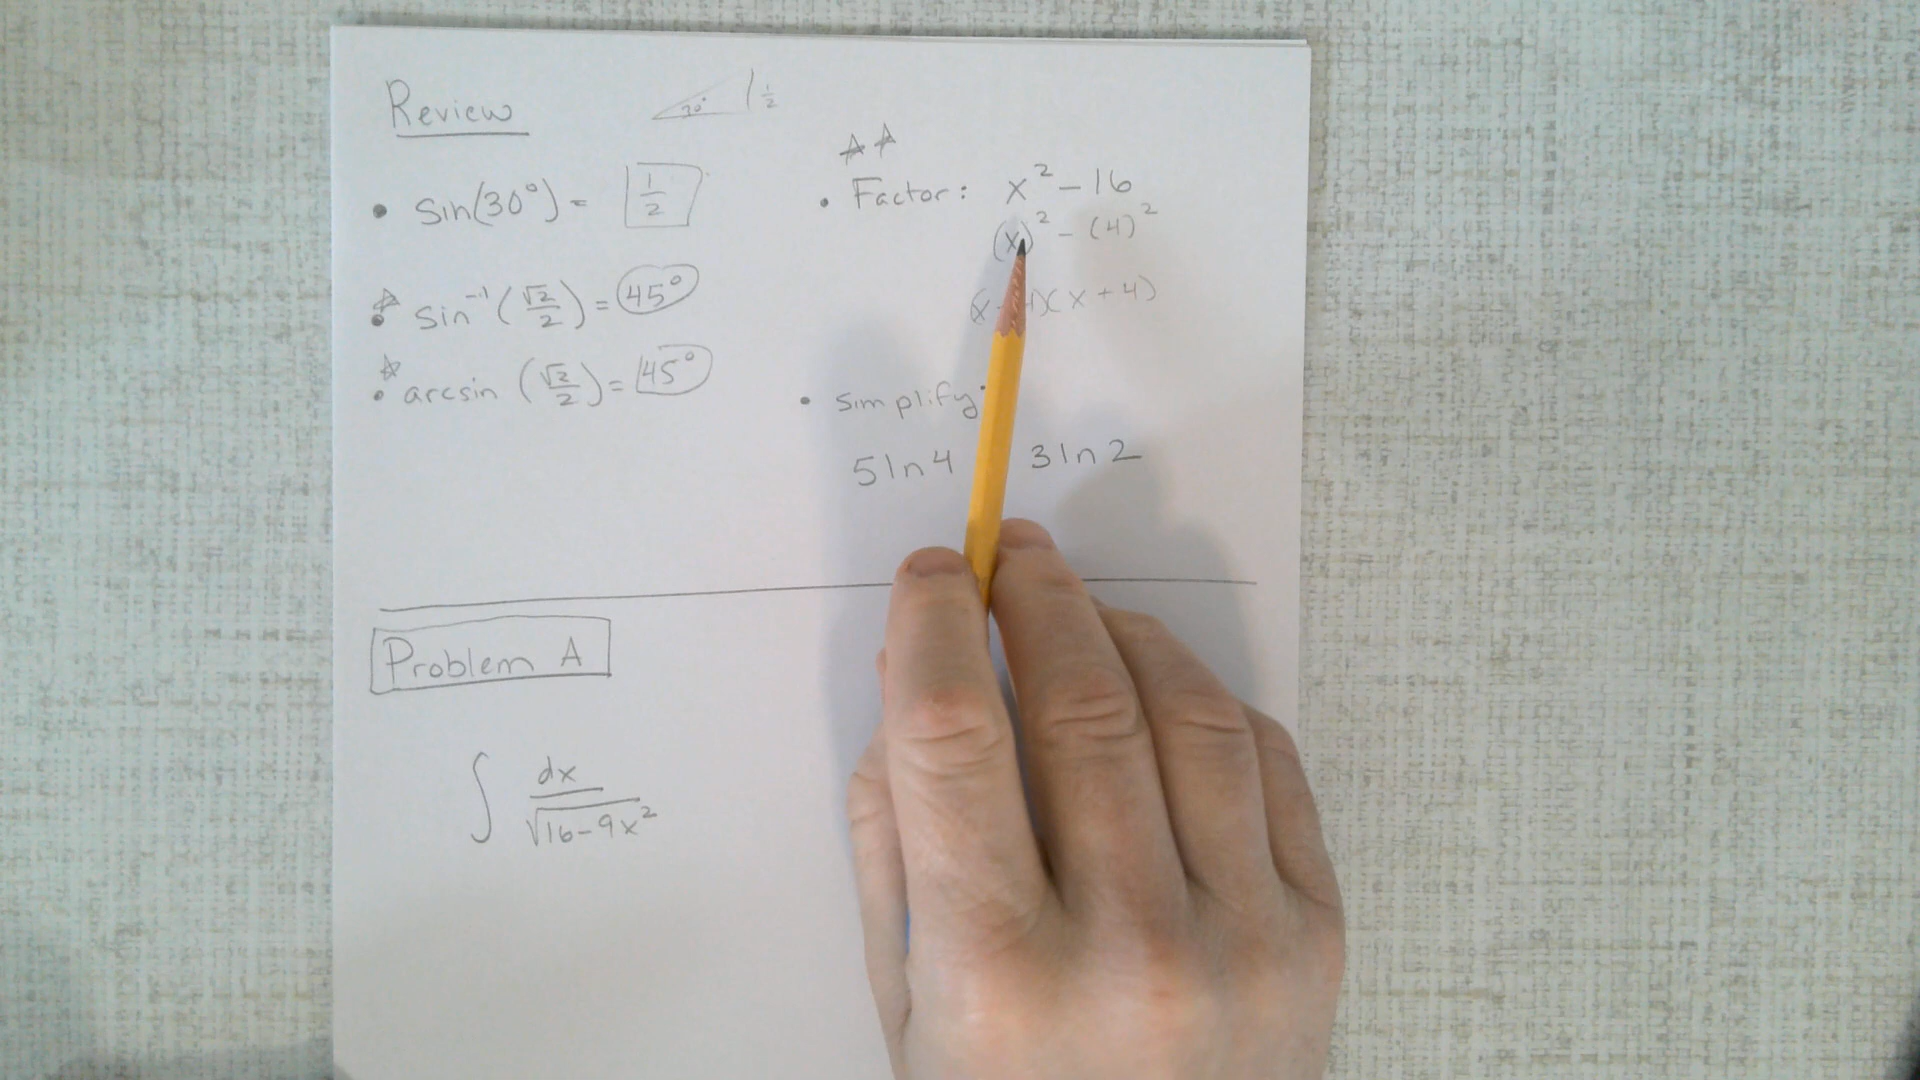 Review
30° 1/2
• Sin(30°) = 1/2
• sin⁻¹(√2/2) = 45°
• arcsin (√2/2) = 45°
• Factor: x² - 16
(x)² - (4)²
(x - 4)(x + 4)
• Simplify:
5 ln 4 3 ln 2
Problem A
∫ dx/√16-9x²